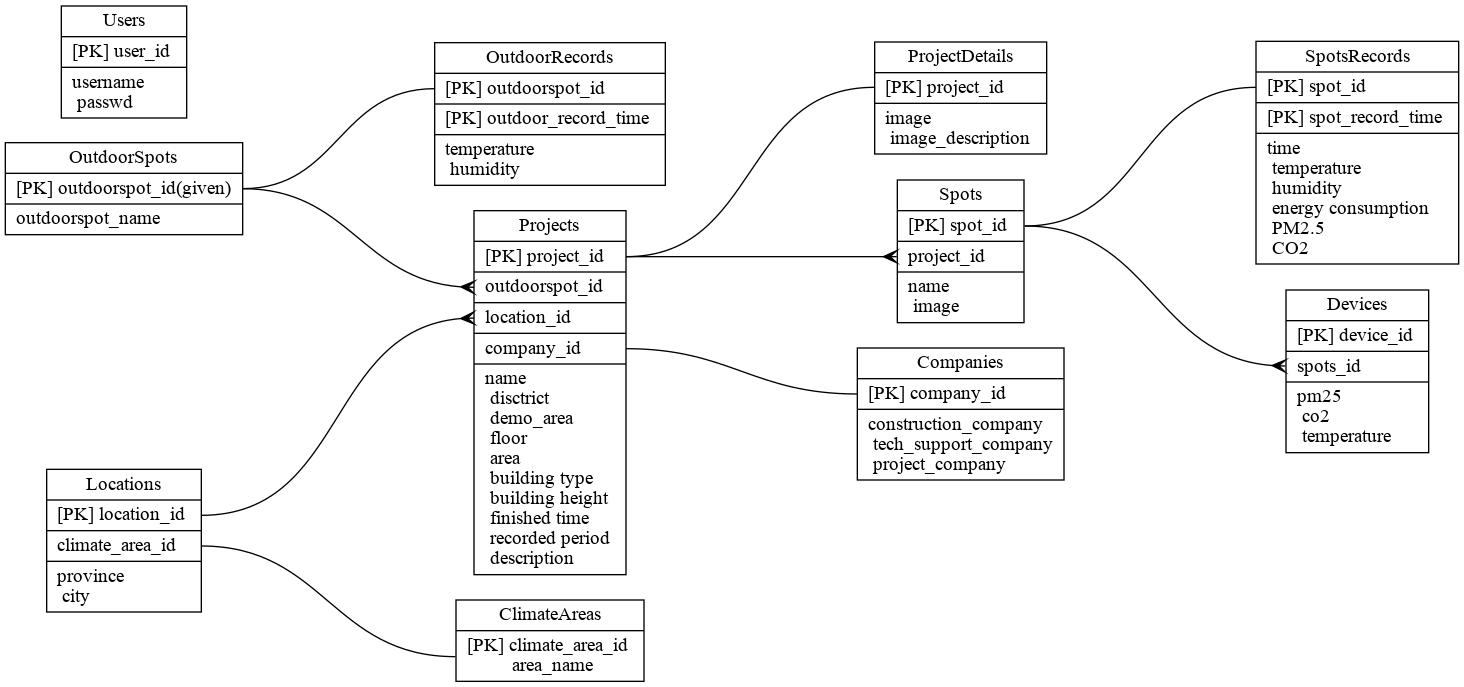 Users
[PK] user_id
username
passwd
OutdoorSpots
[PK] outdoorspot_id(given)
outdoorspot_name
Locations
[PK] location_id
climate_area_id
province
city
OutdoorRecords
[PK] outdoorspot_id
[PK] outdoor_record_time
temperature
humidity
Projects
[PK] project_id
outdoorspot_id
location_id
company_id
name
disctrict
demo_area
floor
area
building type
building height
finished time
recorded period
description
ClimateAreas
[PK] climate_area_id
area_name
ProjectDetails
[PK] project_id
image
image_description
Spots
[PK] spot_id
project_id
name
image
Companies
[PK] company_id
construction_company
tech_support_company
project_company
SpotsRecords
[PK] spot_id
[PK] spot_record_time
time
temperature
humidity
energy consumption
PM2.5
CO2
Devices
[PK] device_id
spots_id
pm25
co2
temperature